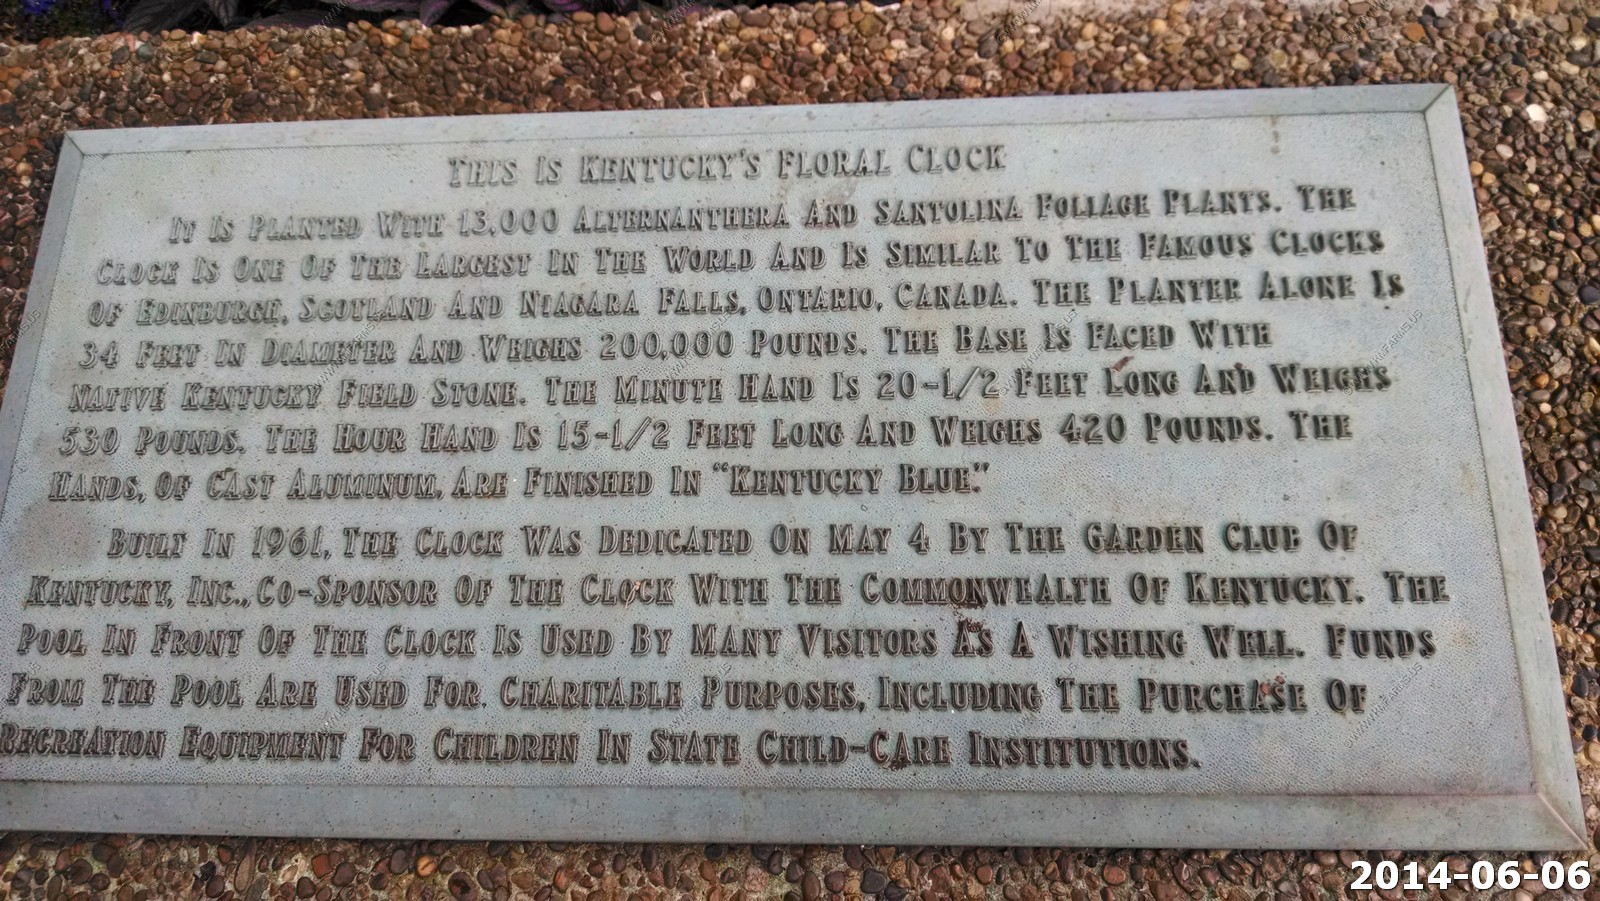 This Is Kentucky's Floral Clock
It Is Planted With 13,000 Alternanthera And Santolina Foliage Plants. The
Clock Is One Of The Largest In The World And Is Similar To The Famous Clocks
Of Edinburgh, Scotland And Niagara Falls, Ontario, Canada. The Planter Alone Is
34 Feet In Diameter And Weighs 200,000 Pounds. The Base Is Faced With
Native Kentucky Field Stone. The Minute Hand Is 20-1/2 Feet Long And Weighs
530 Pounds. The Hour Hand Is 15-1/2 Feet Long And Weighs 420 Pounds. The
Hands, Of Cast Aluminum, Are Finished In "Kentucky Blue."
Built In 1961, The Clock Was Dedicated On May 4 By The Garden Club Of
Kentucky, Inc., Co-Sponsor Of The Clock With The Commonwealth Of Kentucky. The
Pool In Front Of The Clock Is Used By Many Visitors As A Wishing Well. Funds
From The Pool Are Used For Charitable Purposes, Including The Purchase Of
Recreation Equipment For Children In State Child-Care Institutions.
2014-06-06